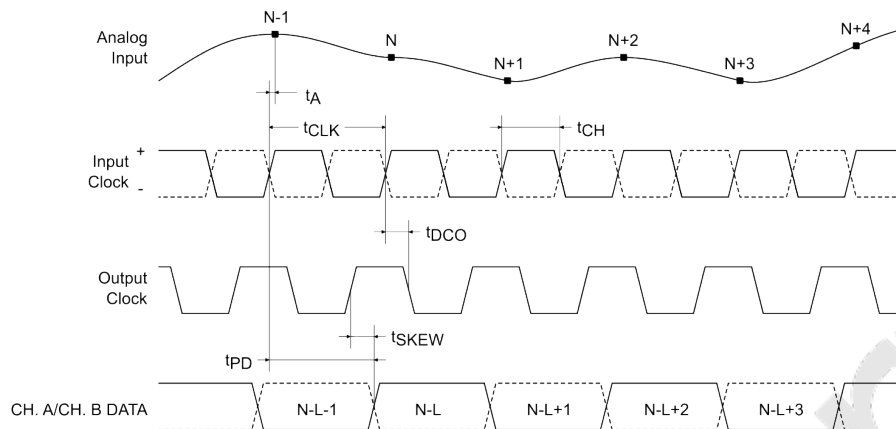 N-1
N
N+1
N+2
N+3
N+4
Analog
Input
tA
tCLK
tCH
Input
Clock
+
-
tDCO
Output
Clock
tSKEW
tPD
CH. A/CH. B DATA
N-L-1
N-L
N-L+1
N-L+2
N-L+3